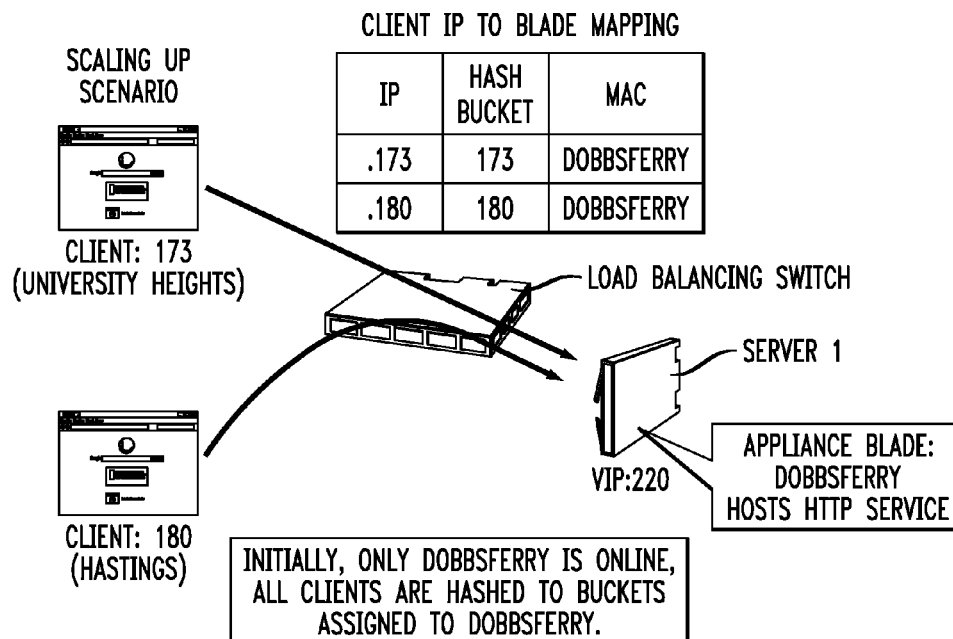 SCALING UP
SCENARIO
CLIENT IP TO BLADE MAPPING
IP
HASH
BUCKET
MAC
.173
173
DOBBSFERRY
.180
180
DOBBSFERRY
CLIENT: 173
(UNIVERSITY HEIGHTS)
LOAD BALANCING SWITCH
SERVER 1
VIP:220
APPLIANCE BLADE:
DOBBSFERRY
HOSTS HTTP SERVICE
CLIENT: 180
(HASTINGS)
INITIALLY, ONLY DOBBSFERRY IS ONLINE,
ALL CLIENTS ARE HASHED TO BUCKETS
ASSIGNED TO DOBBSFERRY.